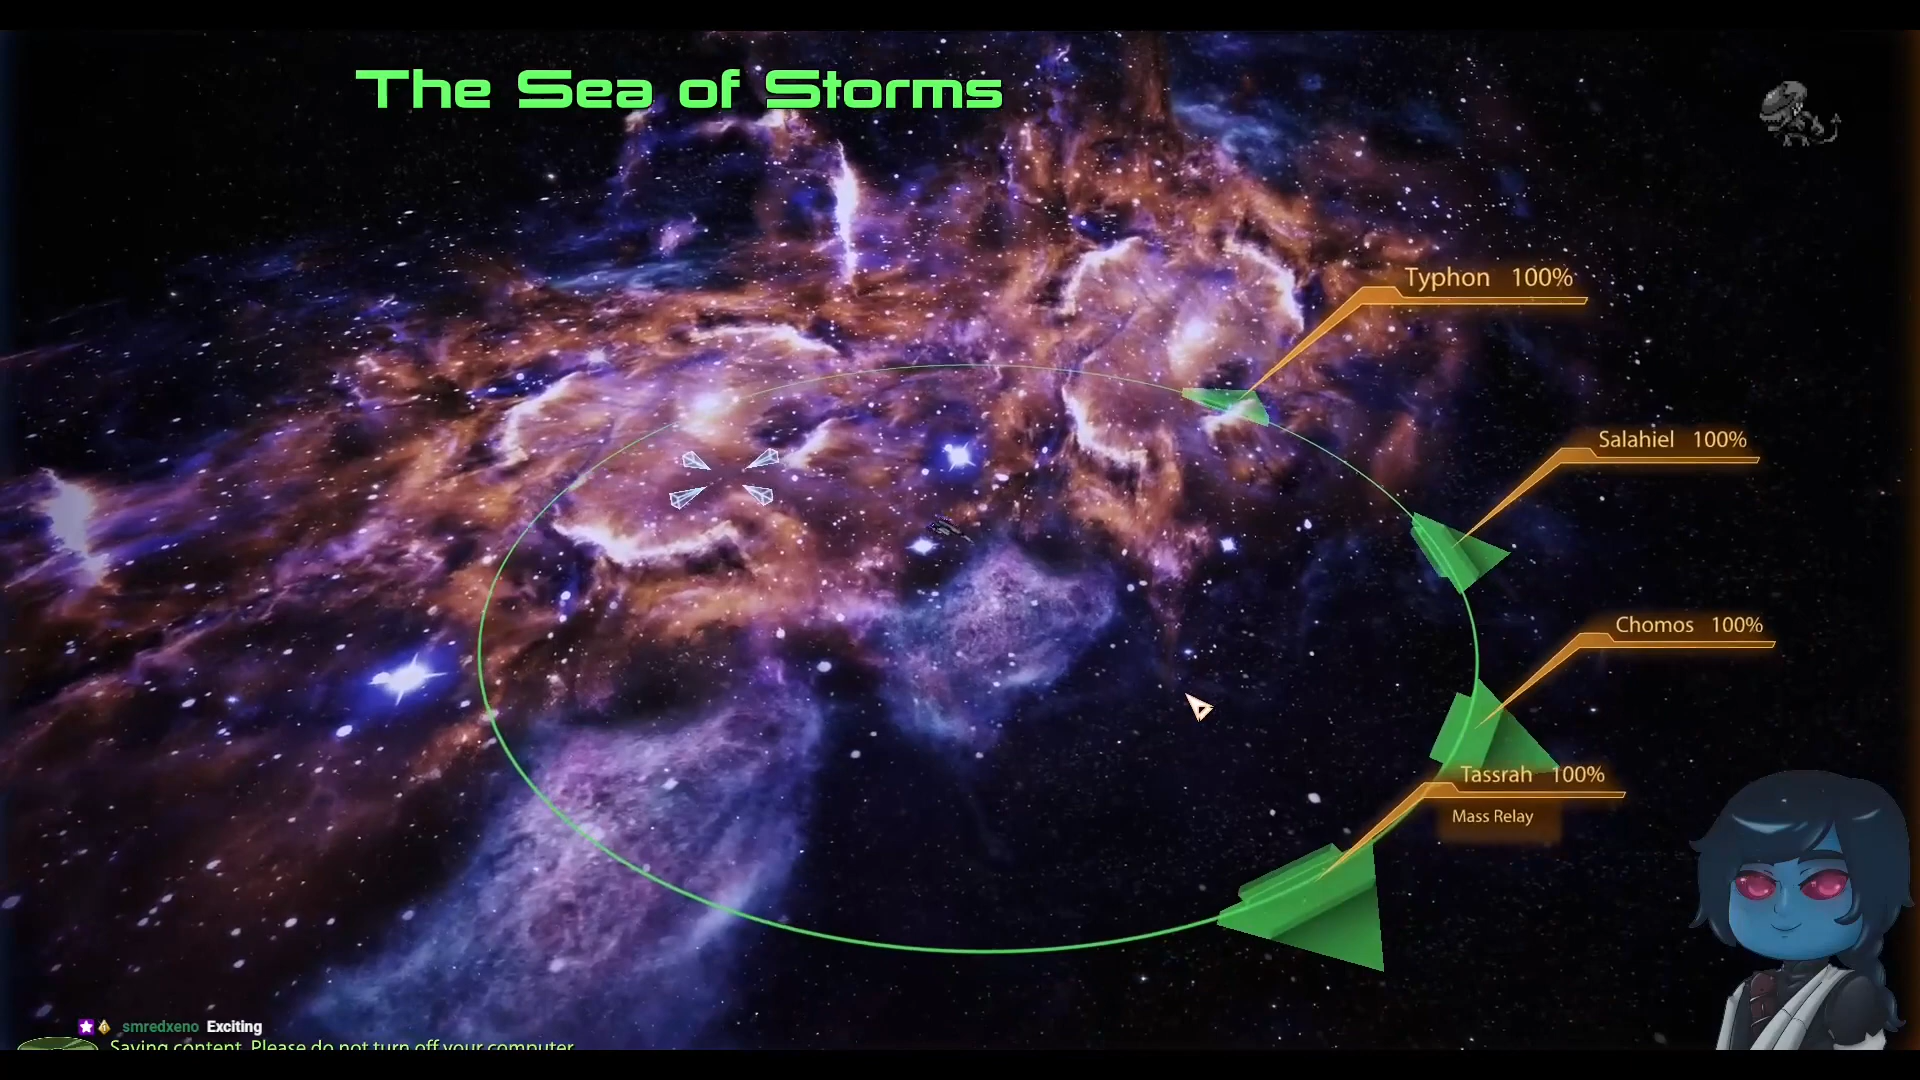 The Sea of Storms
Typhon 100%
Salahiel 100%
Chomos 100%
Tassrah 100%
Mass Relay
smredxeno Exciting
Saving content. Please do not turn off your computer